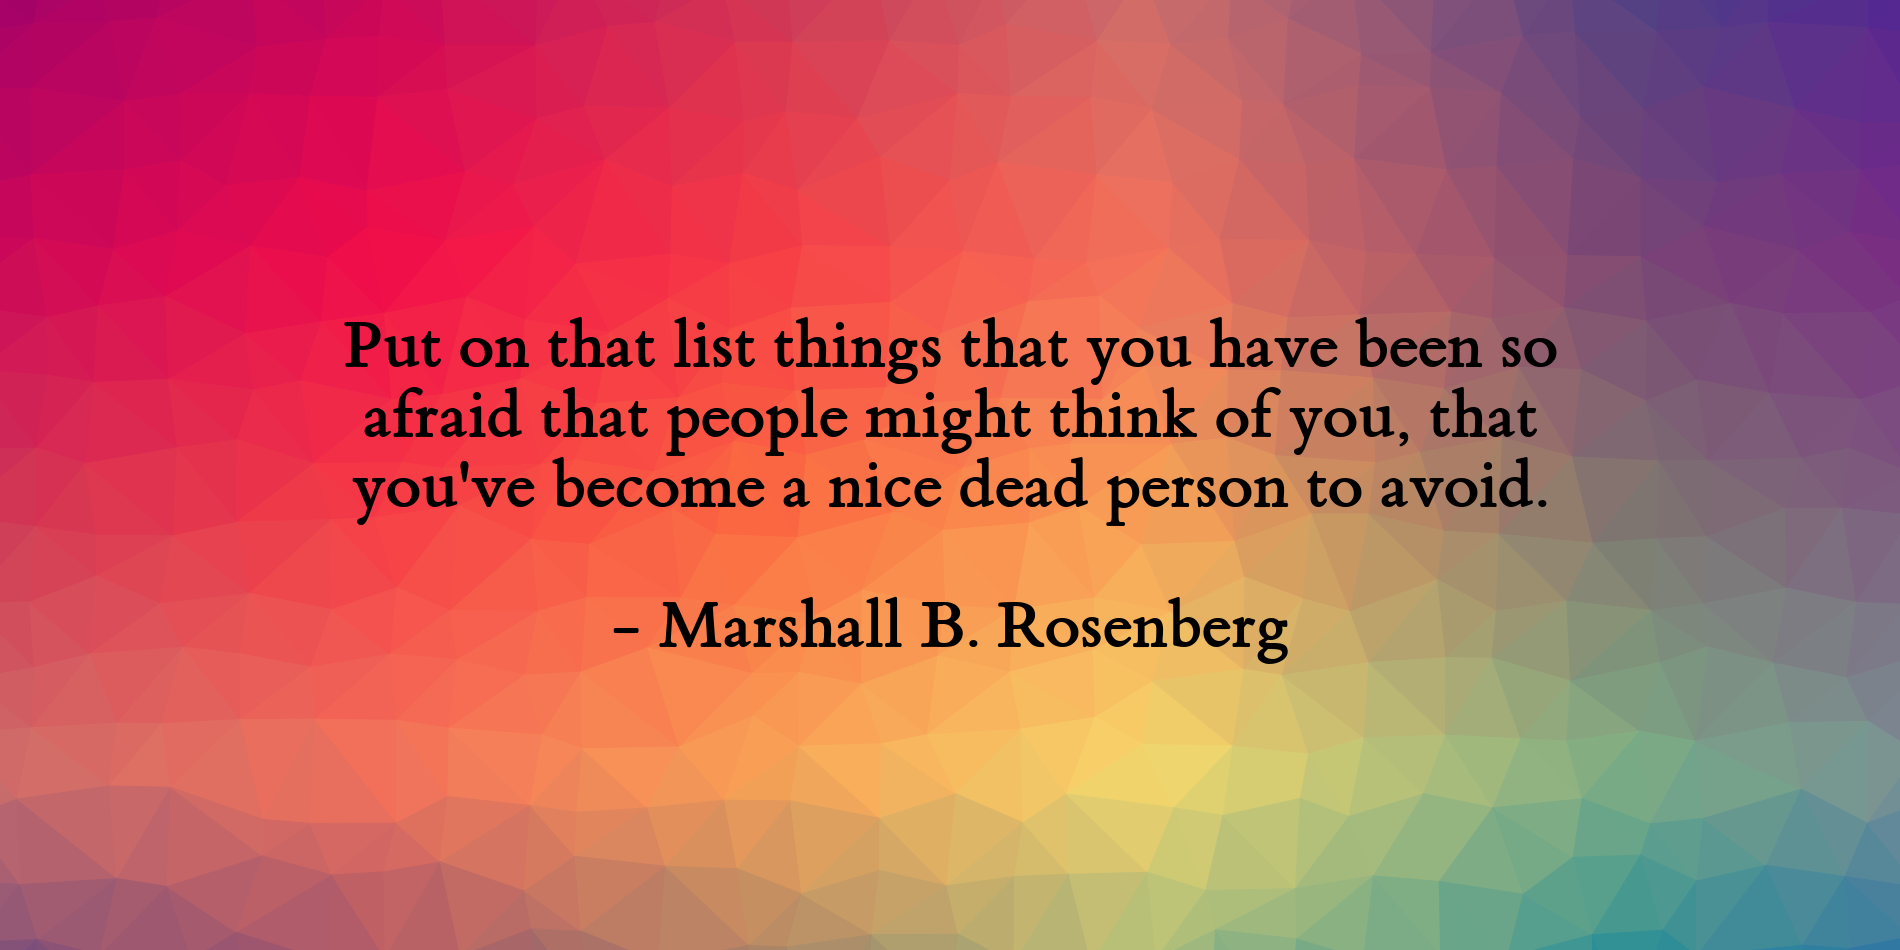 Put on that list things that you have been so
afraid that people might think of you, that
you've become a nice dead person to avoid.
– Marshall B. Rosenberg